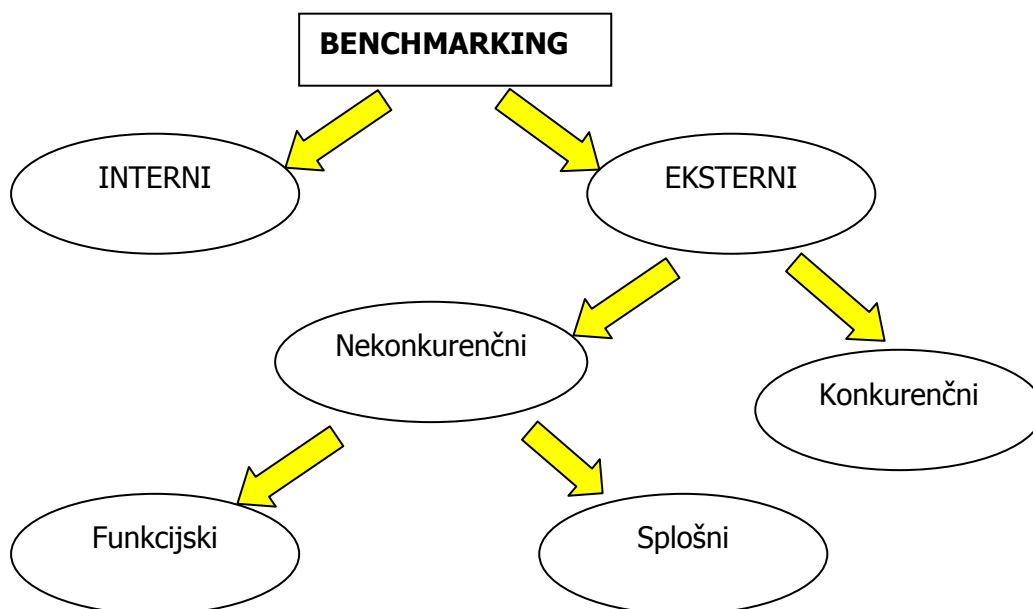 BENCHMARKING
INTERNI
EKSTERNI
Nekonkurenčni
Konkurenčni
Funkcijski
Splošni